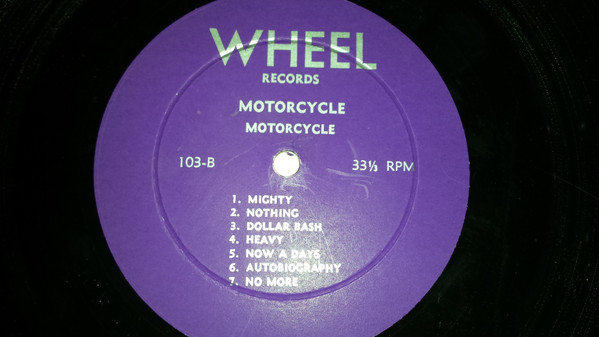 WHEEL
RECORDS
MOTORCYCLE
MOTORCYCLE
103-B 33⅓ RPM
1. MIGHTY
2. NOTHING
3. DOLLAR BASH
4. HEAVY
5. NOW A DAYS
6. AUTOBIOGRAPHY
7. NO MORE